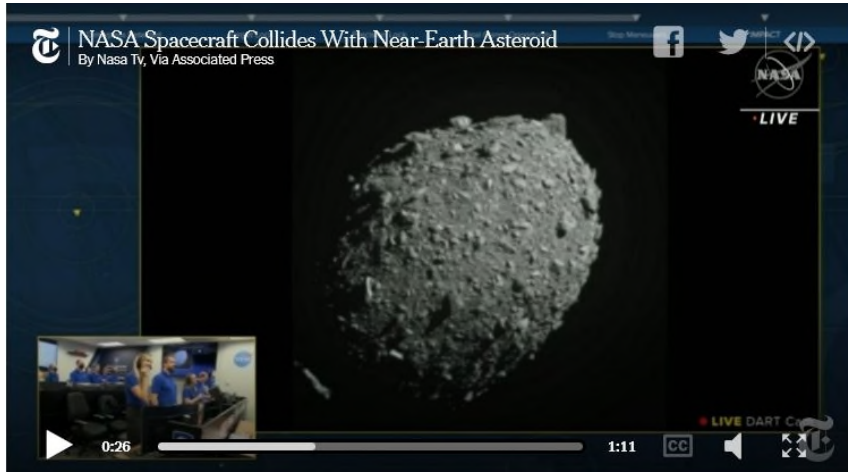 NASA Spacecraft Collides With Near-Earth Asteroid
By Nasa Tv, Via Associated Press
IMPACT
NASA
LIVE
LIVE DART
0:26
1:11
CC